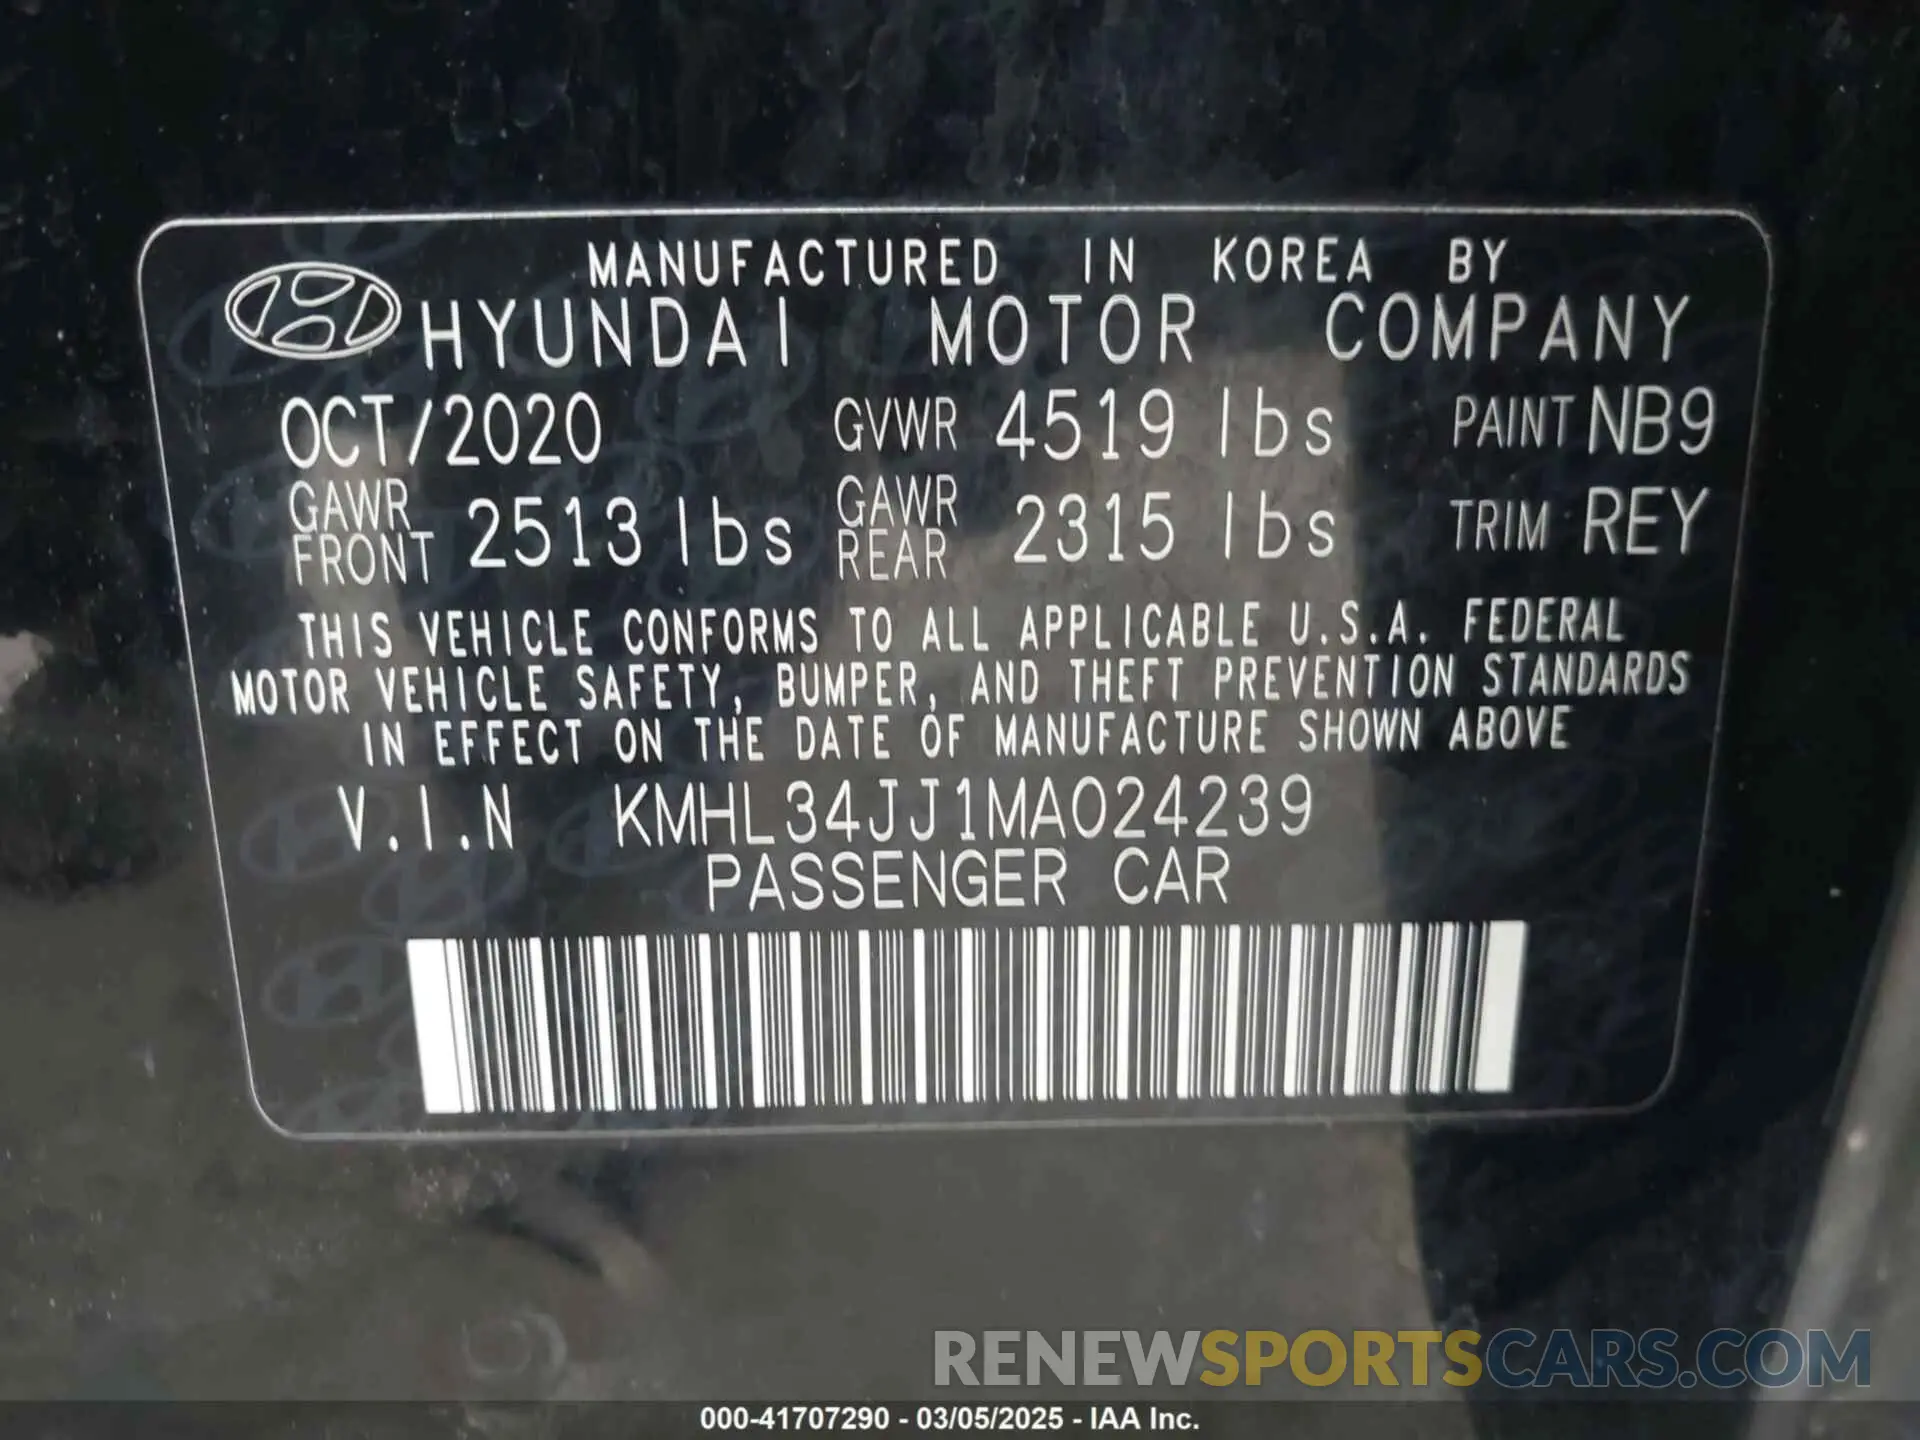 MANUFACTURED IN KOREA BY
HYUNDAI MOTOR COMPANY
OCT/2020 GVWR 4519 lbs PAINT NB9
GAWR FRONT 2513 lbs GAWR REAR 2315 lbs TRIM REY
THIS VEHICLE CONFORMS TO ALL APPLICABLE U.S.A. FEDERAL
MOTOR VEHICLE SAFETY, BUMPER, AND THEFT PREVENTION STANDARDS
IN EFFECT ON THE DATE OF MANUFACTURE SHOWN ABOVE
V.I.N KMHL34JJ1MA024239
PASSENGER CAR
RENEWSPORTSCARS.COM
000-41707290 - 03/05/2025 - IAA Inc.